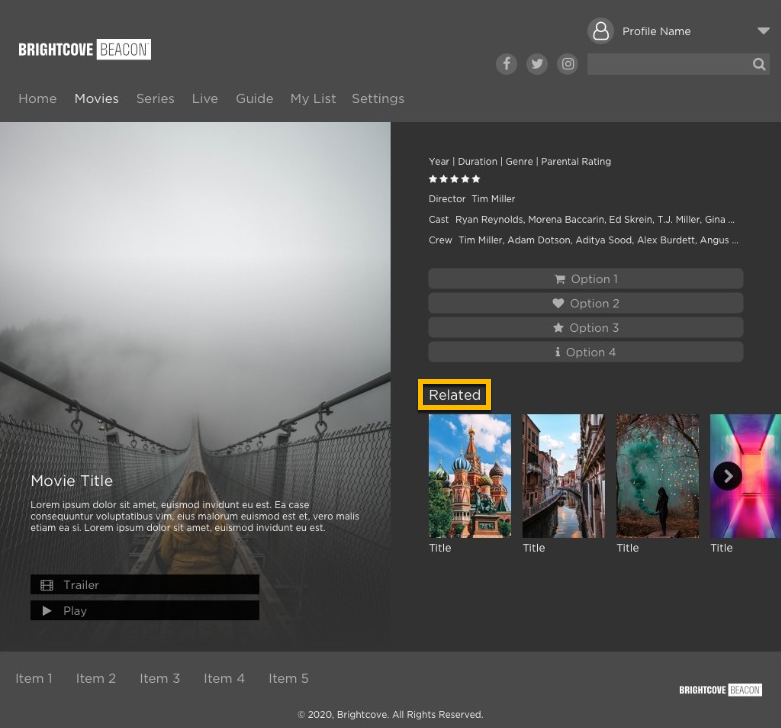 BRIGHTCOVE BEACON
Profile Name
Home Movies Series Live Guide My List Settings
Year | Duration | Genre | Parental Rating
Director Tim Miller
Cast Ryan Reynolds, Morena Baccarin, Ed Skrein, T.J. Miller, Gina ...
Crew Tim Miller, Adam Dotson, Aditya Sood, Alex Burdett, Angus ...
Option 1
Option 2
Option 3
Option 4
Related
Title Title Title Title
Movie Title
Lorem ipsum dolor sit amet, euismod invidunt eu est. Ea case
consequuntur voluptatibus vim, eius malorum euismod est et, vero malis
etiam ea si. Lorem ipsum dolor sit amet, euismod invidunt eu est.
Trailer
Play
Item 1 Item 2 Item 3 Item 4 Item 5
BRIGHTCOVE BEACON
© 2020, Brightcove. All Rights Reserved.